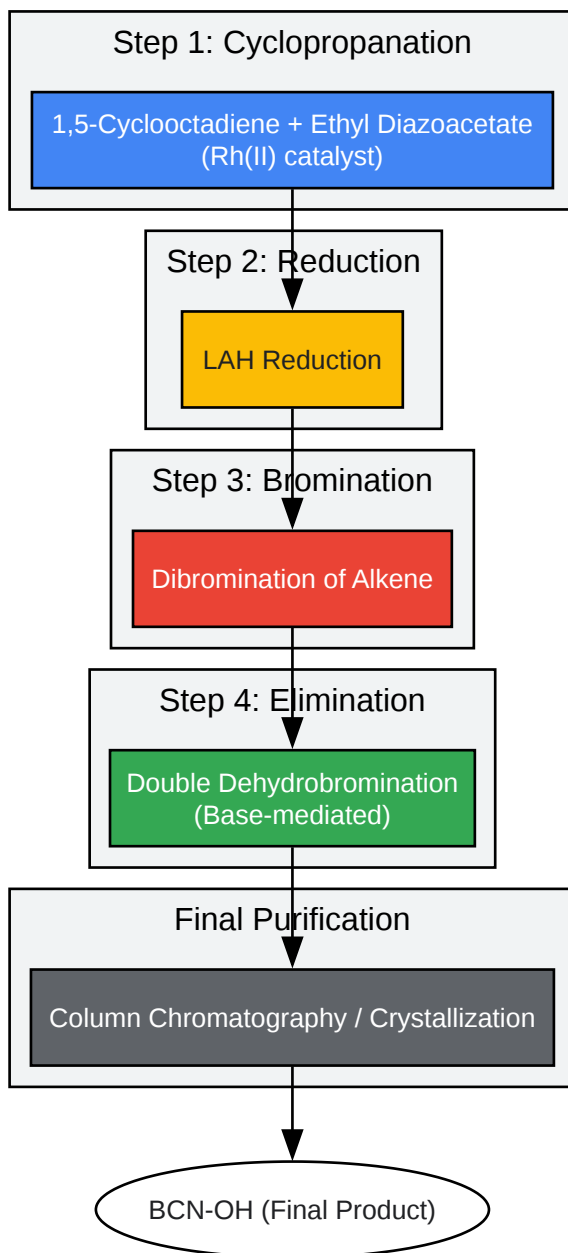 Step 1: Cyclopropanation
1,5-Cyclooctadiene + Ethyl Diazoacetate
(Rh(II) catalyst)
Step 2: Reduction
LAH Reduction
Step 3: Bromination
Dibromination of Alkene
Step 4: Elimination
Double Dehydrobromination
(Base-mediated)
Final Purification
Column Chromatography / Crystallization
BCN-OH (Final Product)